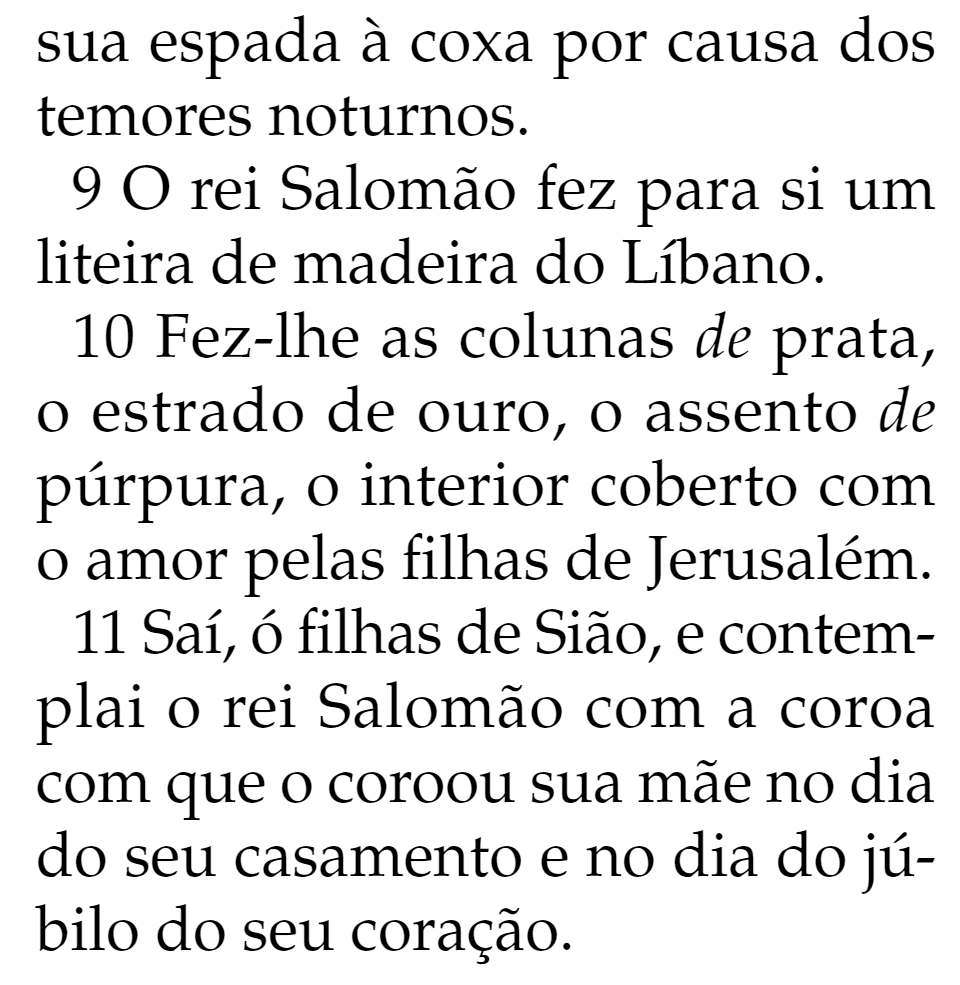 sua espada à coxa por causa dos
temores noturnos.
9 O rei Salomão fez para si um
liteira de madeira do Líbano.
10 Fez-lhe as colunas de prata,
o estrado de ouro, o assento de
púrpura, o interior coberto com
o amor pelas filhas de Jerusalém.
11 Saí, ó filhas de Sião, e contem-
plai o rei Salomão com a coroa
com que o coroou sua mãe no dia
do seu casamento e no dia do jú-
bilo do seu coração.